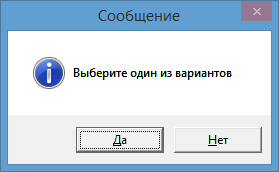 Сообщение
Выберите один из вариантов
Да
Нет